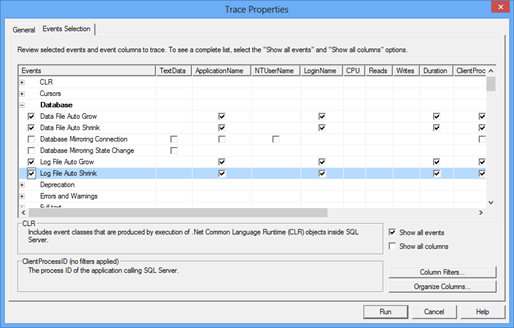 Trace Properties
General Events Selection
Review selected events and event columns to trace. To see a complete list, select the "Show all events" and "Show all columns" options.
Events TextData ApplicationName NTUserName LoginName CPU Reads Writes Duration ClientProc
CLR
Cursors
Database
Data File Auto Grow
Data File Auto Shrink
Database Mirroring Connection
Database Mirroring State Change
Log File Auto Grow
Log File Auto Shrink
Deprecation
Errors and Warnings
CLR
Includes event classes that are produced by execution of .Net Common Language Runtime (CLR) objects inside SQL
Server.
Show all events
Show all columns
ClientProcessID (no filters applied)
The process ID of the application calling SQL Server.
Column Filters...
Organize Columns...
Run Cancel Help